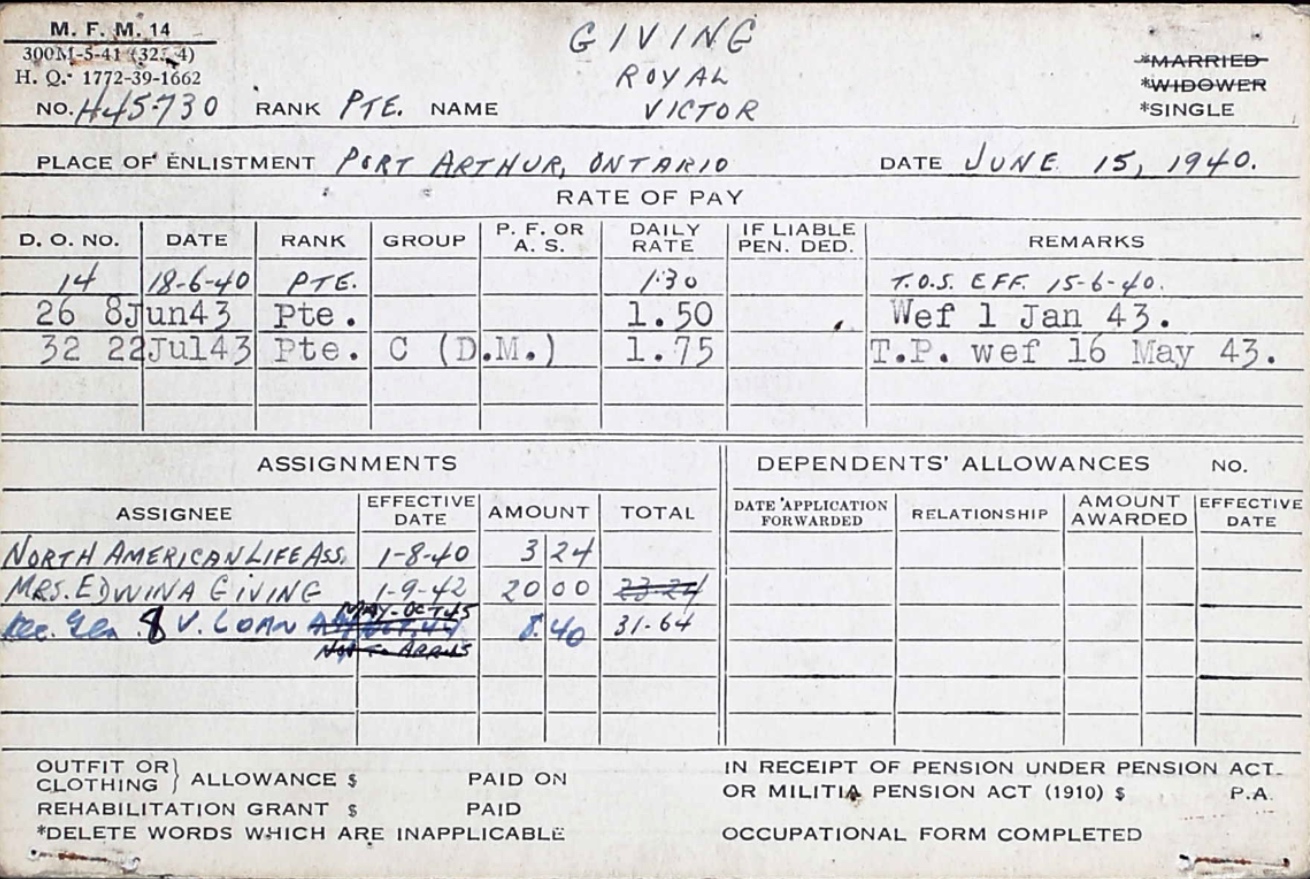 M. F. M. 14
300M-5-41 (32 4)
H. Q. 1772-39-1662
GIVING
ROYAL
*MARRIED
*WIDOWER
NO. H45730 RANK PTE. NAME VICTOR *SINGLE
PLACE OF ENLISTMENT PORT ARTHUR, ONTARIO DATE JUNE 15, 1940.
RATE OF PAY
D. O. NO. DATE RANK GROUP P. F. OR A. S. DAILY RATE IF LIABLE PEN. DED. REMARKS
14 18-6-40 PTE. 1.30 T.O.S. EFF. 15-6-40.
26 8Jun43 Pte. 1.50 Wef 1 Jan 43.
32 22Jul43 Pte. C (D.M.) 1.75 T.P. wef 16 May 43.
ASSIGNMENTS DEPENDENTS' ALLOWANCES NO.
ASSIGNEE EFFECTIVE DATE AMOUNT TOTAL DATE APPLICATION FORWARDED RELATIONSHIP AMOUNT AWARDED EFFECTIVE DATE
NORTH AMERICAN LIFE ASS. 1-8-40 3 24
MRS. EDWINA GIVING 1-9-42 20 00 23-24
MAY-OCT45
Rec. Gen. 8 V. LOAN 8.40 31-64
OUTFIT OR CLOTHING } ALLOWANCE $ PAID ON IN RECEIPT OF PENSION UNDER PENSION ACT
OR MILITIA PENSION ACT (1910) $ P.A.
REHABILITATION GRANT $ PAID
*DELETE WORDS WHICH ARE INAPPLICABLE OCCUPATIONAL FORM COMPLETED